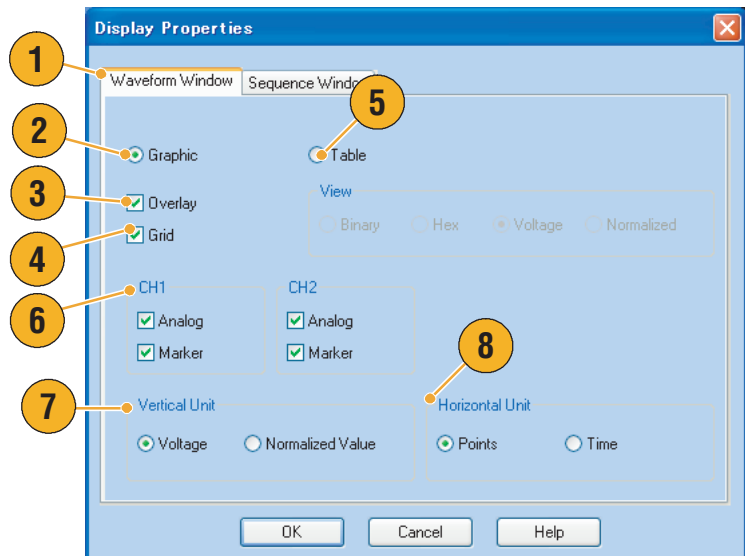 Display Properties
1
Waveform Window
Sequence Window
5
2
Graphic
Table
3
Overlay
View
Binary
Hex
Voltage
Normalized
4
Grid
CH1
CH2
6
Analog
Analog
Marker
Marker
8
7
Vertical Unit
Horizontal Unit
Voltage
Normalized Value
Points
Time
OK
Cancel
Help